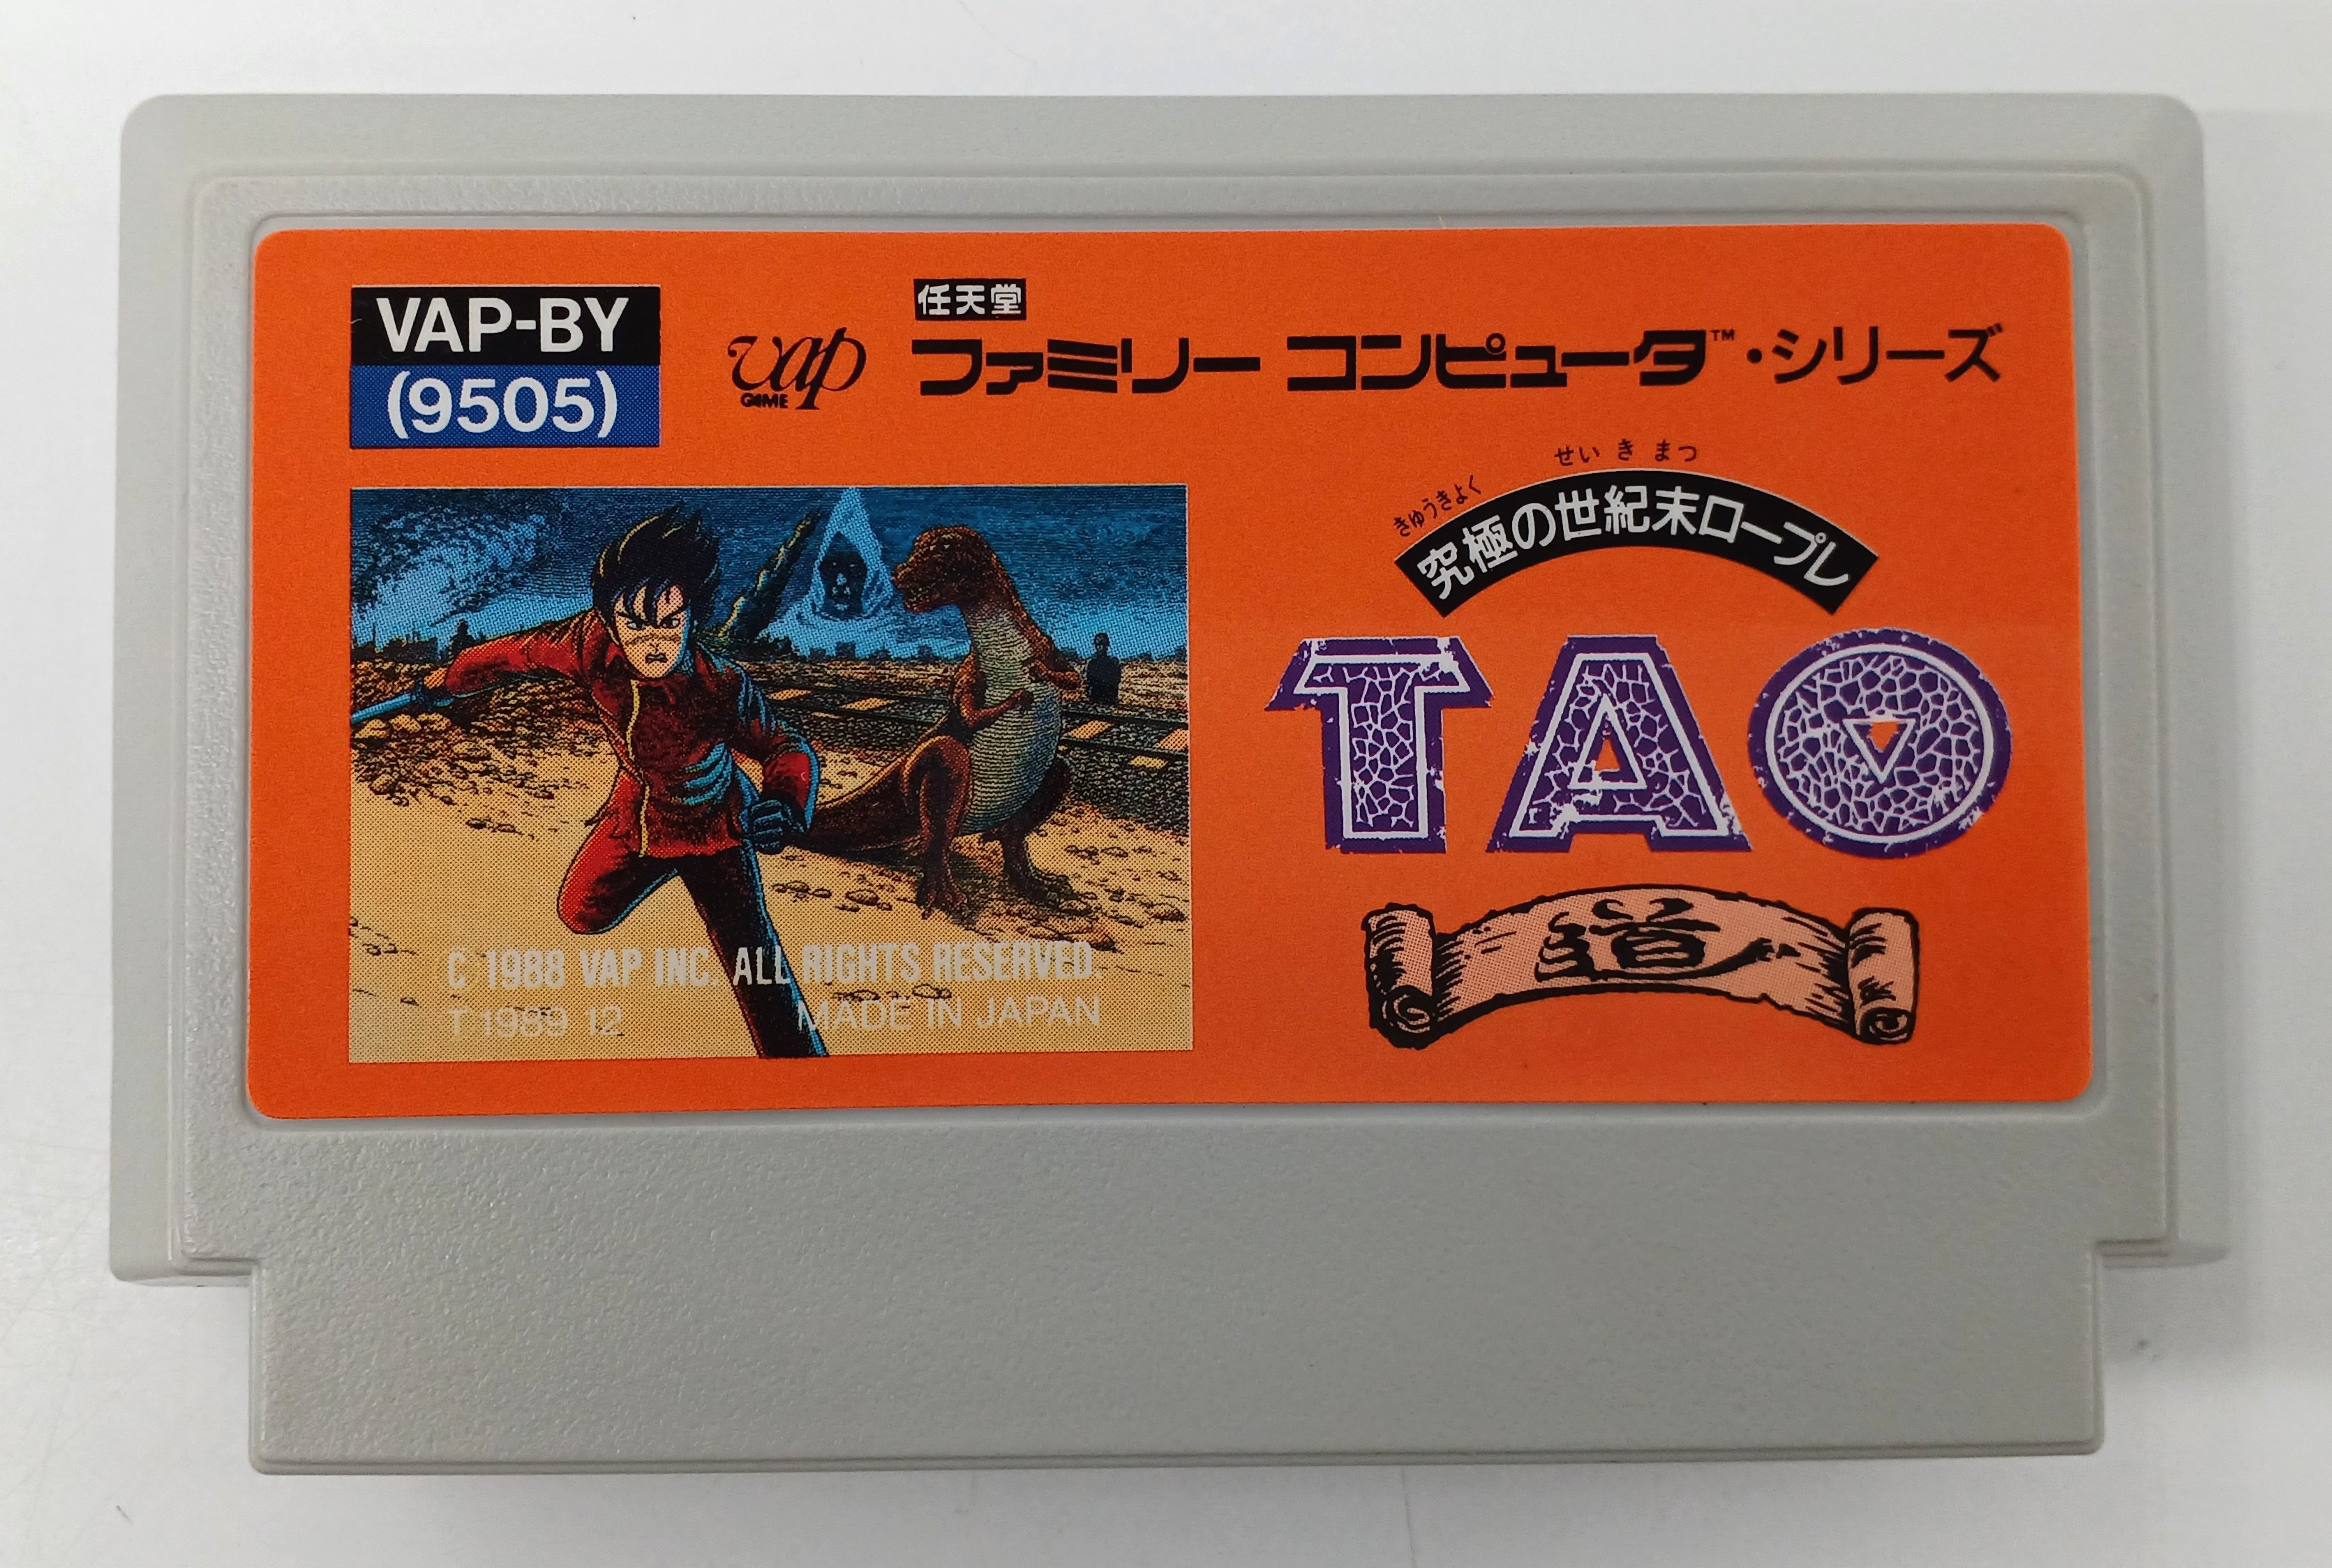 VAP-BY
(9505)
vap
GAME
任天堂
ファミリー コンピュータ™・シリーズ
きゅうきょく せいきまつ
究極の世紀末ロープレ
TAO
道
C 1988 VAP INC. ALL RIGHTS RESERVED
T 1989 12 MADE IN JAPAN